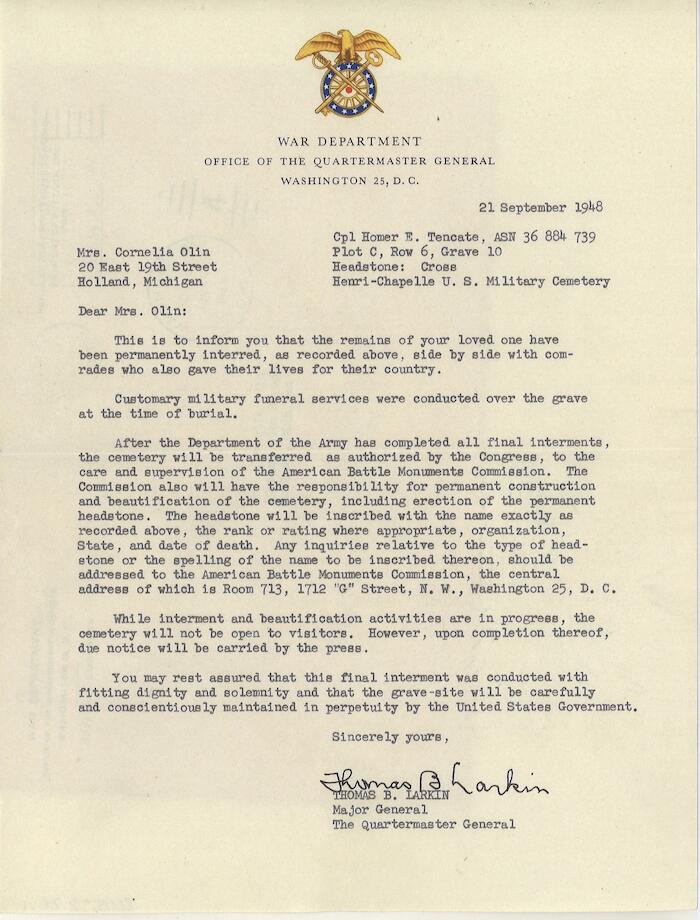 WAR DEPARTMENT
OFFICE OF THE QUARTERMASTER GENERAL
WASHINGTON 25, D. C.
21 September 1948
Cpl Homer E. Tencate, ASN 36 884 739
Plot C, Row 6, Grave 10
Headstone: Cross
Henri-Chapelle U. S. Military Cemetery
Mrs. Cornelia Olin
20 East 19th Street
Holland, Michigan
Dear Mrs. Olin:
This is to inform you that the remains of your loved one have
been permanently interred, as recorded above, side by side with com-
rades who also gave their lives for their country.
Customary military funeral services were conducted over the grave
at the time of burial.
After the Department of the Army has completed all final interments,
the cemetery will be transferred as authorized by the Congress, to the
care and supervision of the American Battle Monuments Commission. The
Commission also will have the responsibility for permanent construction
and beautification of the cemetery, including erection of the permanent
headstone. The headstone will be inscribed with the name exactly as
recorded above, the rank or rating where appropriate, organization,
State, and date of death. Any inquiries relative to the type of head-
stone or the spelling of the name to be inscribed thereon, should be
addressed to the American Battle Monuments Commission, the central
address of which is Room 713, 1712 "G" Street, N. W., Washington 25, D. C.
While interment and beautification activities are in progress, the
cemetery will not be open to visitors. However, upon completion thereof,
due notice will be carried by the press.
You may rest assured that this final interment was conducted with
fitting dignity and solemnity and that the grave-site will be carefully
and conscientiously maintained in perpetuity by the United States Government.
Sincerely yours,
Thomas B Larkin
THOMAS B. LARKIN
Major General
The Quartermaster General